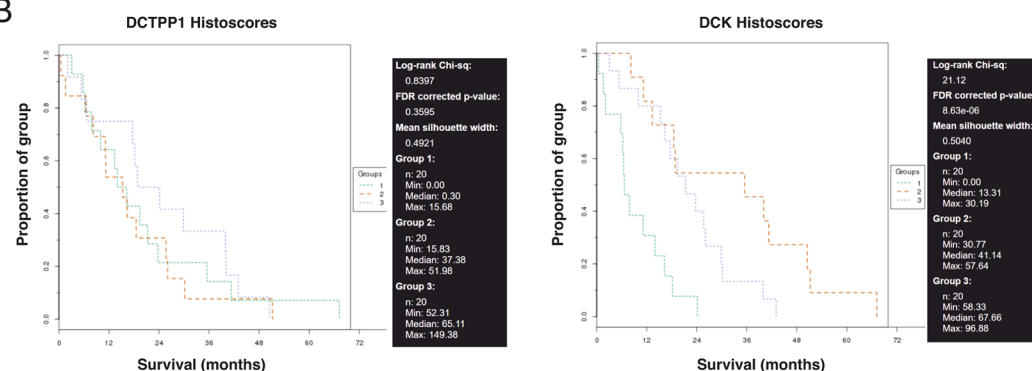 B
DCTPP1 Histoscores
Proportion of group
1.0
0.8
0.6
0.4
0.2
0.0
0 12 24 36 48 60 72
Survival (months)
Groups
1
2
3
Log-rank Chi-sq:
0.8397
FDR corrected p-value:
0.3595
Mean silhouette width:
0.4921
Group 1:
n: 20
Min: 0.00
Median: 0.30
Max: 15.68
Group 2:
n: 20
Min: 15.83
Median: 37.38
Max: 51.98
Group 3:
n: 20
Min: 52.31
Median: 65.11
Max: 149.38
DCK Histoscores
Proportion of group
1.0
0.8
0.6
0.4
0.2
0.0
0 12 24 36 48 60 72
Survival (months)
Groups
1
2
3
Log-rank Chi-sq:
21.12
FDR corrected p-value:
8.63e-06
Mean silhouette width:
0.5040
Group 1:
n: 20
Min: 0.00
Median: 13.31
Max: 30.19
Group 2:
n: 20
Min: 30.77
Median: 41.14
Max: 57.64
Group 3:
n: 20
Min: 58.33
Median: 67.66
Max: 96.88